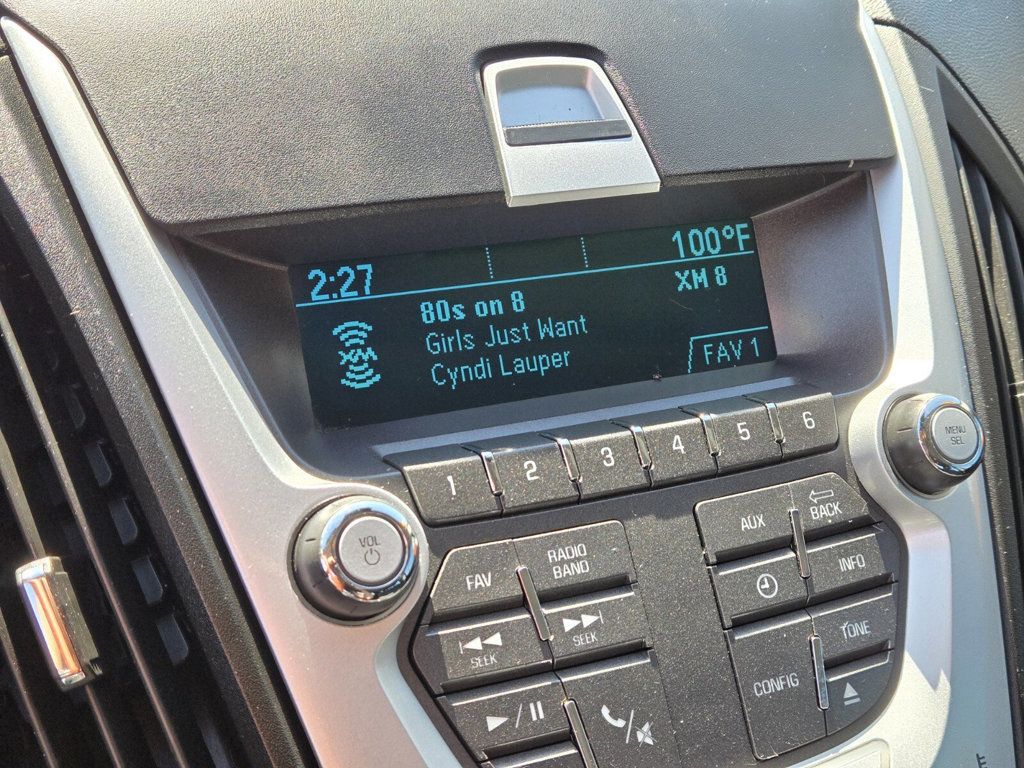 2:27 100°F
80s on 8 XM 8
Girls Just Want
XM
Cyndi Lauper
FAV 1
1 2 3 4 5 6
MENU
SEL
VOL
FAV
RADIO
BAND
AUX
BACK
INFO
SEEK
SEEK
TONE
CONFIG